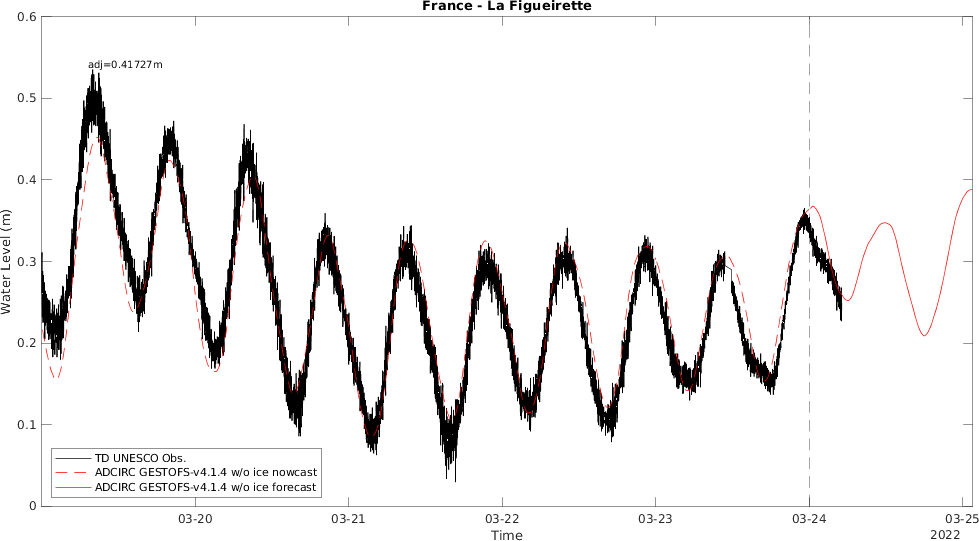 France - La Figueirette
adj=0.41727m
0.6
0.5
0.4
0.3
0.2
0.1
0
Water Level (m)
TD UNESCO Obs.
ADCIRC GESTOFS-v4.1.4 w/o ice nowcast
ADCIRC GESTOFS-v4.1.4 w/o ice forecast
03-20 03-21 03-22 03-23 03-24 03-25
Time
2022